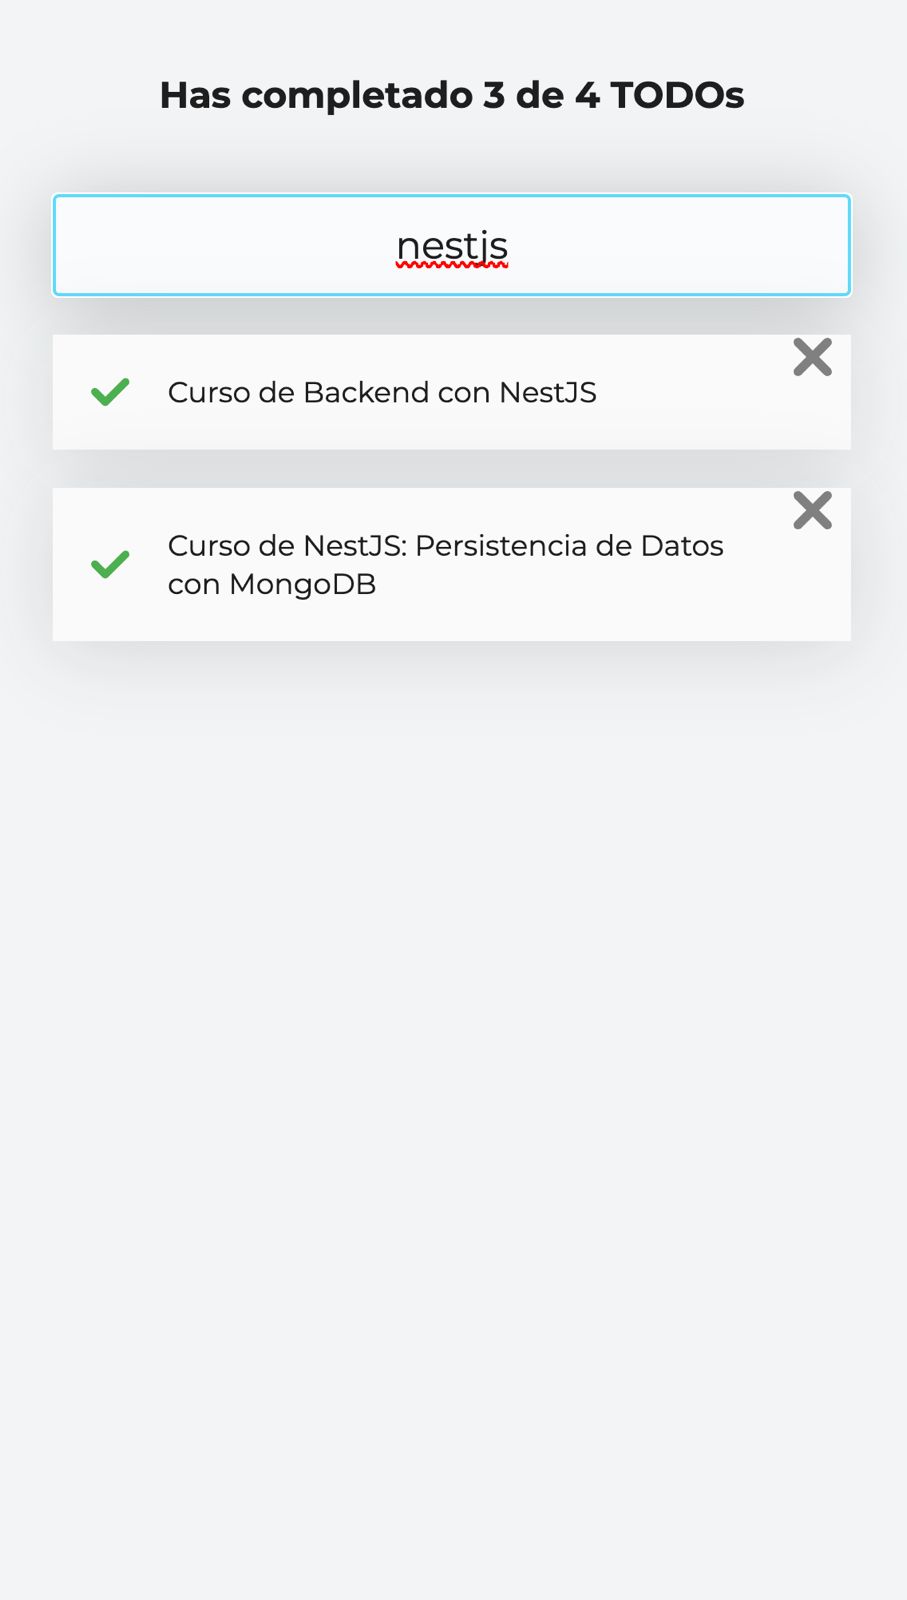 Has completado 3 de 4 TODOs
nestjs
Curso de Backend con NestJS
Curso de NestJS: Persistencia de Datos
con MongoDB